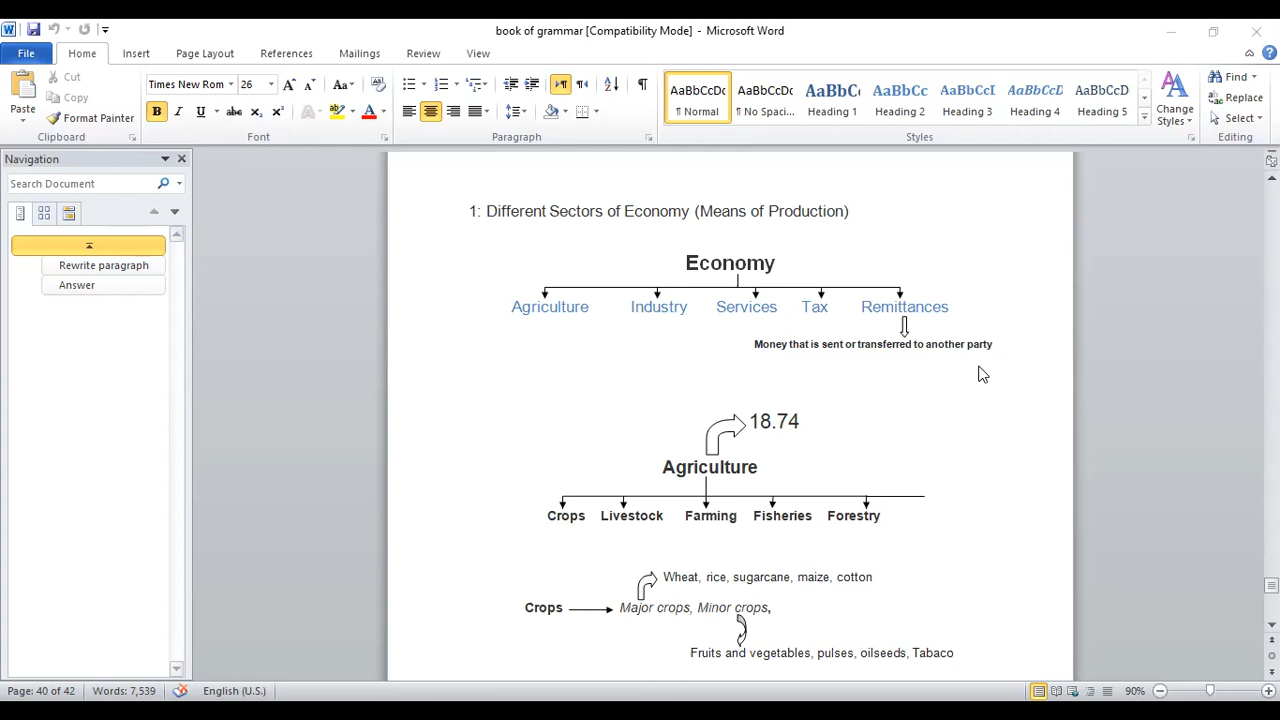 book of grammar [Compatibility Mode] - Microsoft Word
File Home Insert Page Layout References Mailings Review View
Paste Cut Copy Format Painter
Times New Rom 26
Change Styles
Find Replace Select
AaBbCcDc AaBbCcDc AaBbCc AaBbCc AaBbCcI AaBbCcD AaBbCcD
¶ Normal ¶ No Spaci... Heading 1 Heading 2 Heading 3 Heading 4 Heading 5
Clipboard Font Paragraph Styles Editing
Navigation
Search Document
Rewrite paragraph
Answer
1: Different Sectors of Economy (Means of Production)
Economy
Agriculture Industry Services Tax Remittances
Money that is sent or transferred to another party
18.74
Agriculture
Crops Livestock Farming Fisheries Forestry
Wheat, rice, sugarcane, maize, cotton
Crops Major crops, Minor crops,
Fruits and vegetables, pulses, oilseeds, Tabaco
Page: 40 of 42 Words: 7,539 English (U.S.) 90%